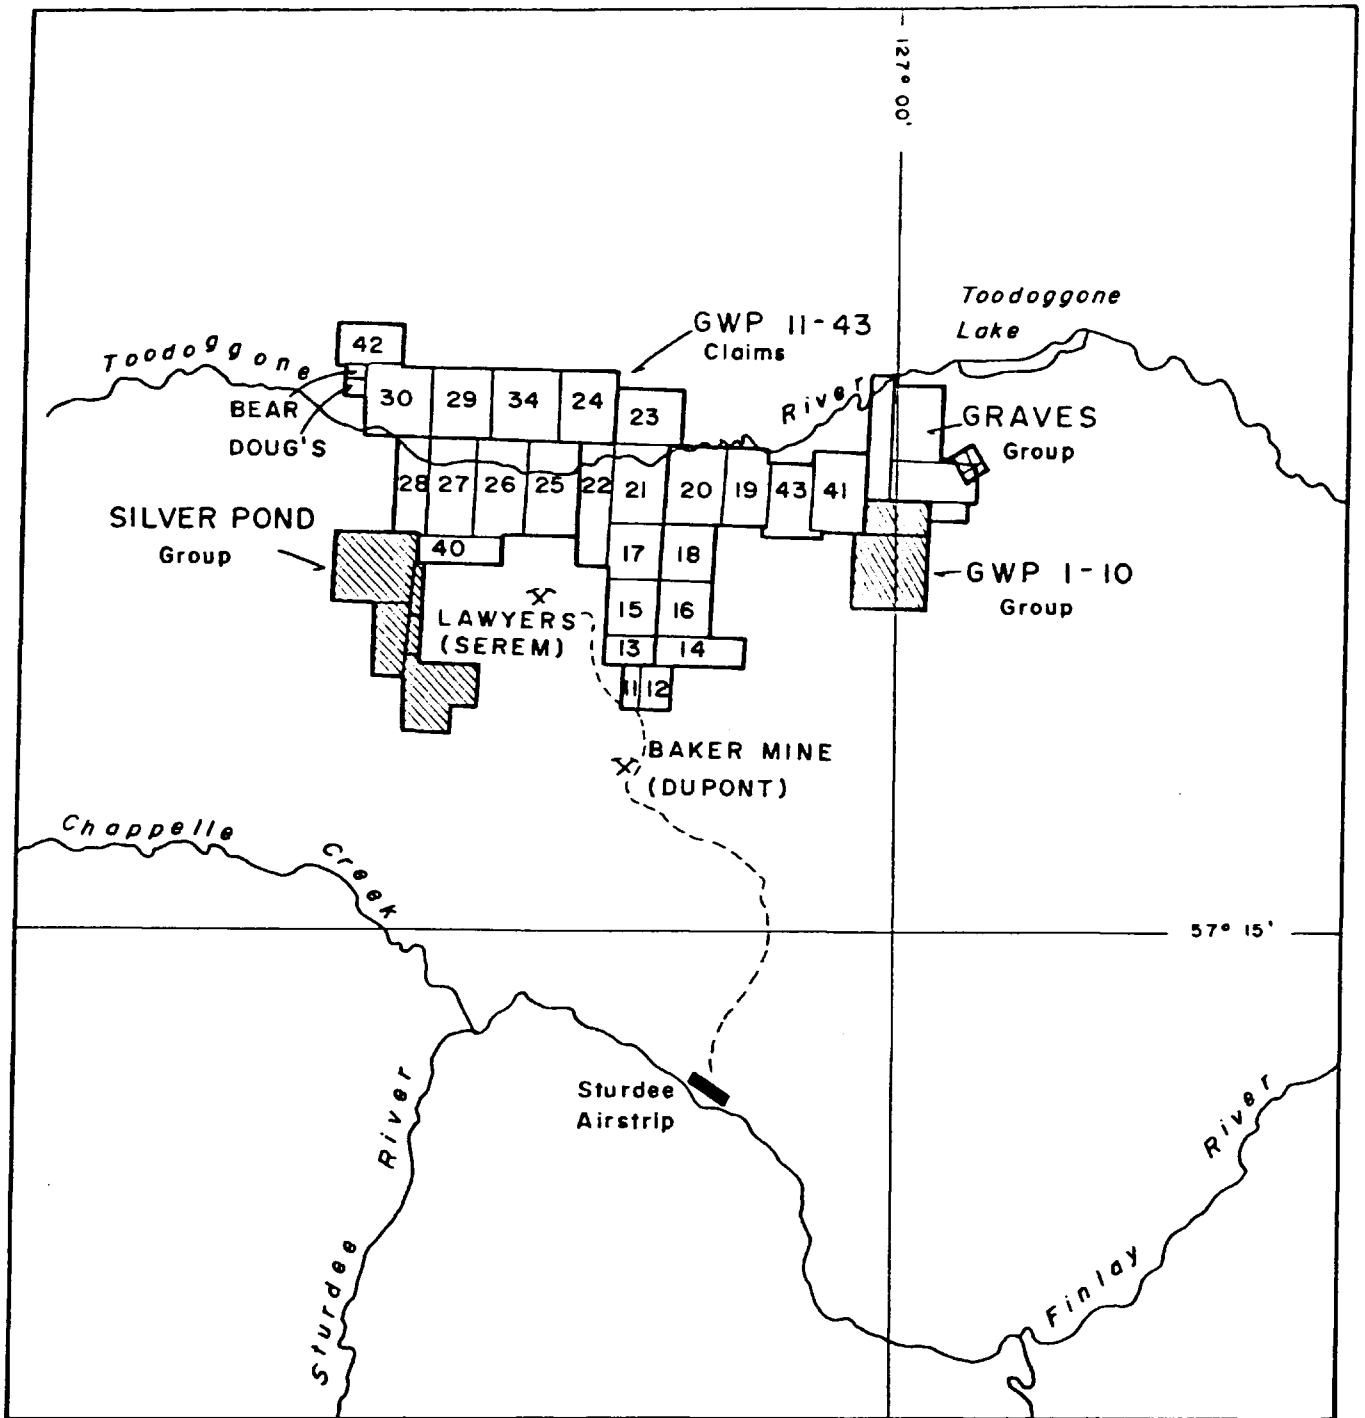 127° 00'
Toodoggone
Lake
GWP 11-43
Claims
42
Toodoggone
River
BEAR
DOUG'S
30
29
34
24
23
GRAVES
Group
28
27
26
25
22
21
20
19
43
41
SILVER POND
Group
40
17
18
GWP 1-10
Group
LAWYERS
(SEREM)
15
16
13
14
11
12
BAKER MINE
(DUPONT)
Chappelle
Creek
57° 15'
Sturdee
Airstrip
Sturdee River
Finlay River